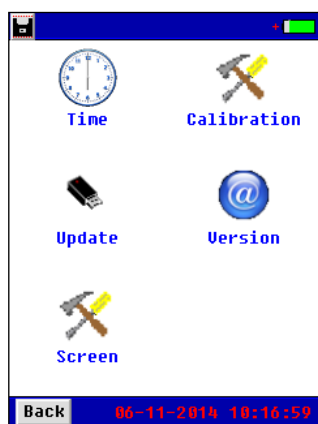 Time Calibration
Update Version
@
Screen
Back 06-11-2014 10:16:59